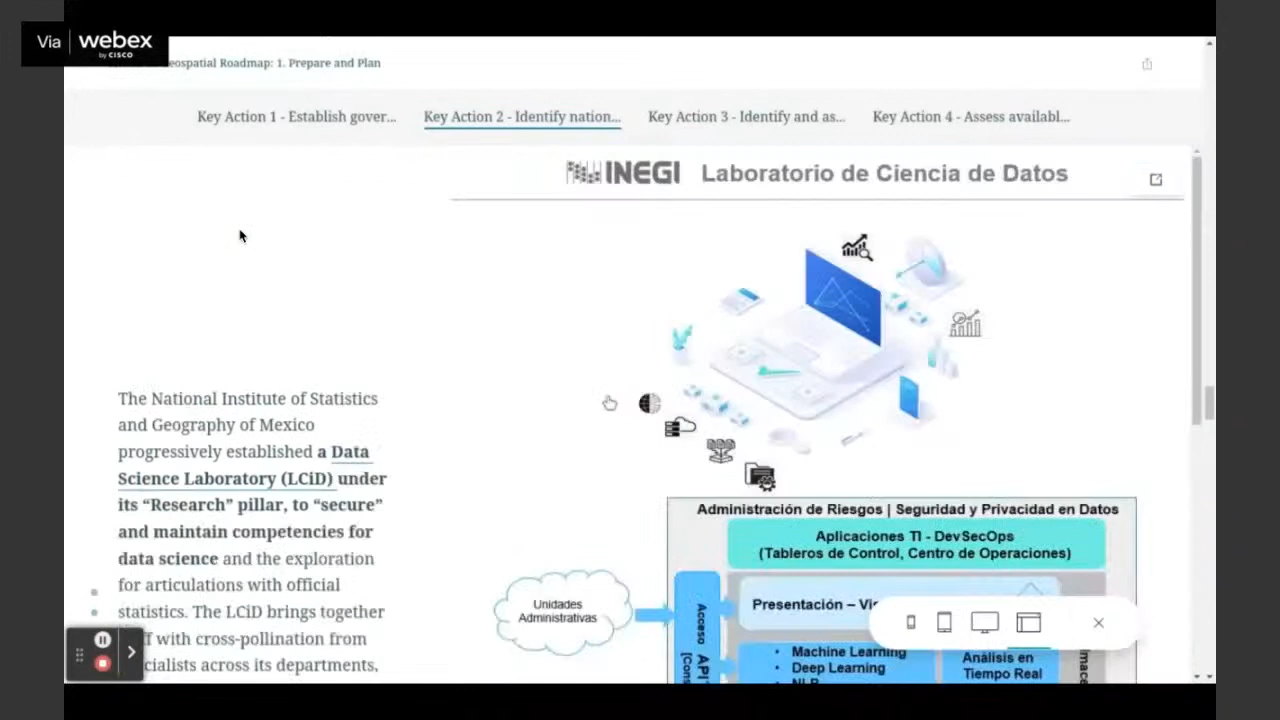 Via webex
by CISCO
eospatial Roadmap: 1. Prepare and Plan
Key Action 1 - Establish gover...
Key Action 2 - Identify nation...
Key Action 3 - Identify and as...
Key Action 4 - Assess availabl...
INEGI Laboratorio de Ciencia de Datos
The National Institute of Statistics
and Geography of Mexico
progressively established a Data
Science Laboratory (LCiD) under
its “Research” pillar, to “secure”
and maintain competencies for
data science and the exploration
for articulations with official
statistics. The LCiD brings together
ff with cross-pollination from
cialists across its departments,
Administración de Riesgos | Seguridad y Privacidad en Datos
Aplicaciones TI - DevSecOps
(Tableros de Control, Centro de Operaciones)
Unidades
Administrativas
Acceso API
[Cons
Presentación – Vis
• Machine Learning
• Deep Learning
• NLP
Análisis en
Tiempo Real
mace